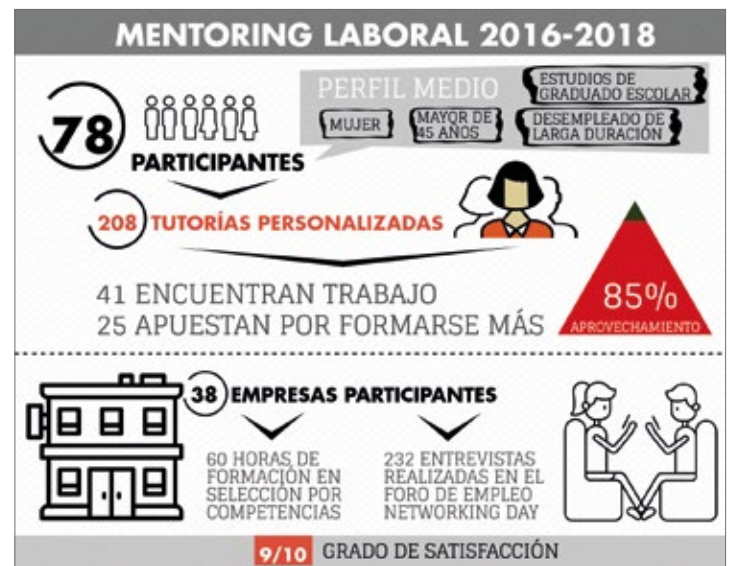 MENTORING LABORAL 2016-2018
78
PARTICIPANTES
PERFIL MEDIO
MUJER
MAYOR DE
45 AÑOS
ESTUDIOS DE
GRADUADO ESCOLAR
DESEMPLEADO DE
LARGA DURACIÓN
208 TUTORÍAS PERSONALIZADAS
41 ENCUENTRAN TRABAJO
25 APUESTAN POR FORMARSE MÁS
85%
APROVECHAMIENTO
38 EMPRESAS PARTICIPANTES
60 HORAS DE
FORMACIÓN EN
SELECCIÓN POR
COMPETENCIAS
232 ENTREVISTAS
REALIZADAS EN EL
FORO DE EMPLEO
NETWORKING DAY
9/10 GRADO DE SATISFACCIÓN